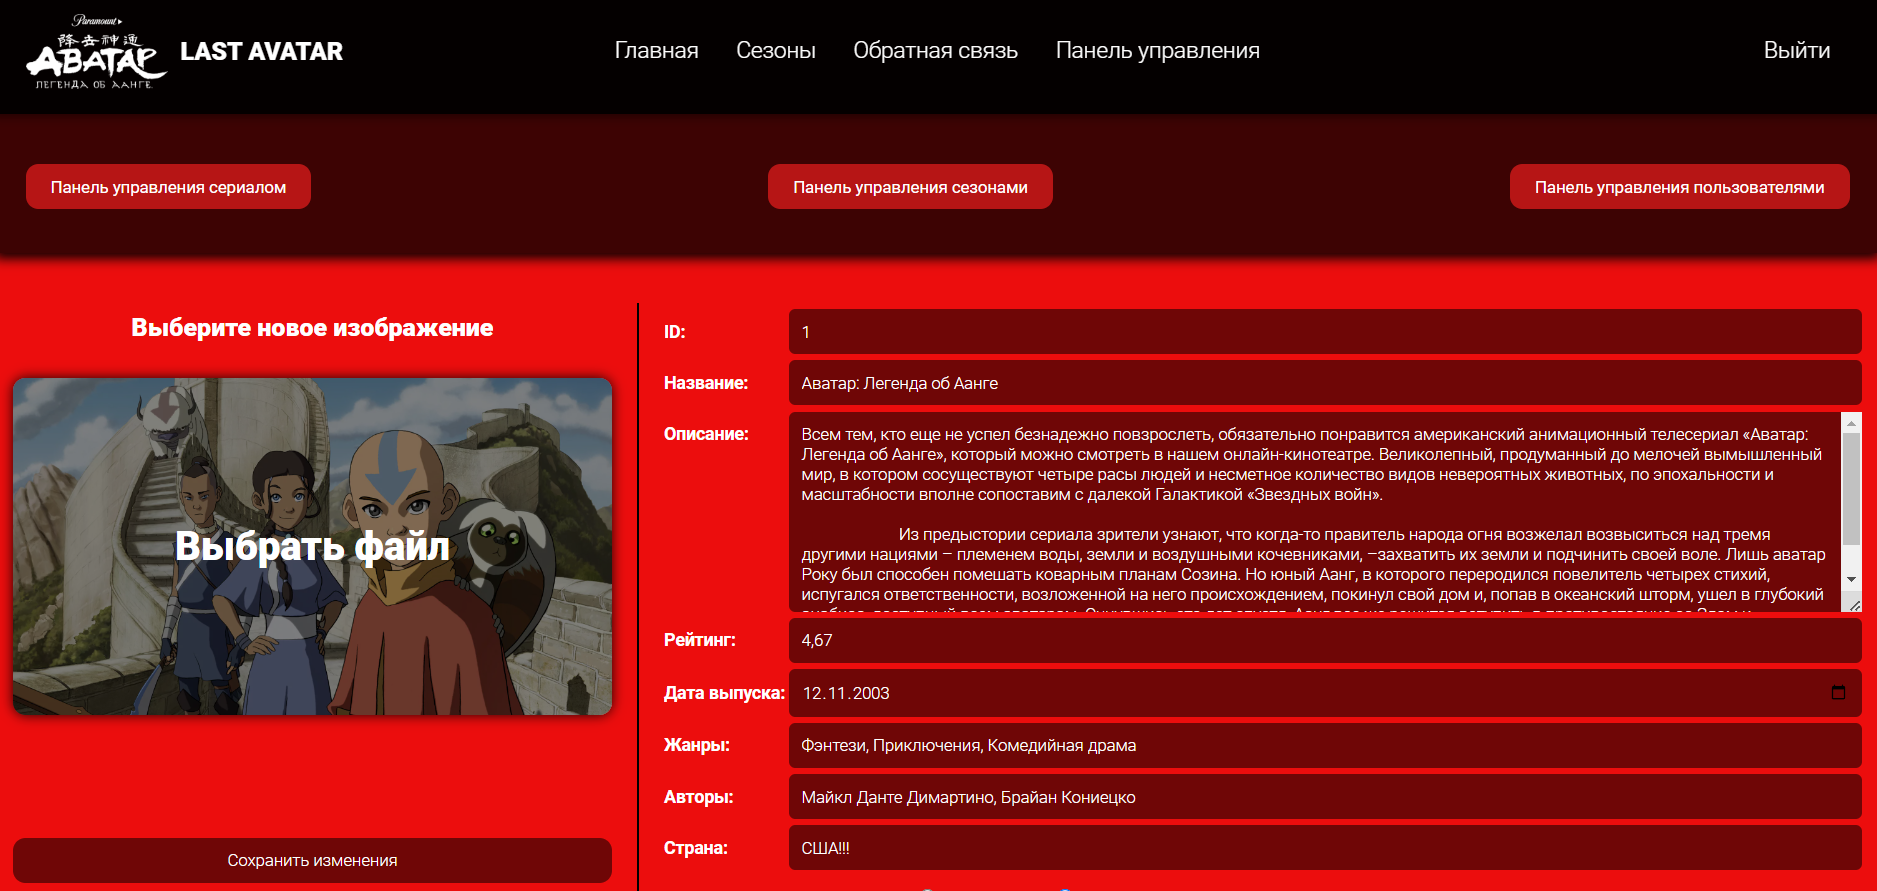 Paramount
降去神通
АВАТАР
ЛЕГЕНДА ОБ ААНГЕ
LAST AVATAR
Главная
Сезоны
Обратная связь
Панель управления
Выйти
Панель управления сериалом
Панель управления сезонами
Панель управления пользователями
Выберите новое изображение
Выбрать файл
Сохранить изменения
ID:
1
Название:
Аватар: Легенда об Аанге
Описание:
Всем тем, кто еще не успел безнадежно повзрослеть, обязательно понравится американский анимационный телесериал «Аватар:
Легенда об Аанге», который можно смотреть в нашем онлайн-кинотеатре. Великолепный, продуманный до мелочей вымышленный
мир, в котором сосуществуют четыре расы людей и несметное количество видов невероятных животных, по эпохальности и
масштабности вполне сопоставим с далекой Галактикой «Звездных войн».
Из предыстории сериала зрители узнают, что когда-то правитель народа огня возжелал возвыситься над тремя
другими нациями – племенем воды, земли и воздушными кочевниками, –захватить их земли и подчинить своей воле. Лишь аватар
Року был способен помешать коварным планам Созина. Но юный Аанг, в которого переродился повелитель четырех стихий,
испугался ответственности, возложенной на него происхождением, покинул свой дом и, попав в океанский шторм, ушел в глубокий
Рейтинг:
4,67
Дата выпуска:
12.11.2003
Жанры:
Фэнтези, Приключения, Комедийная драма
Авторы:
Майкл Данте Димартино, Брайан Кониецко
Страна:
США!!!